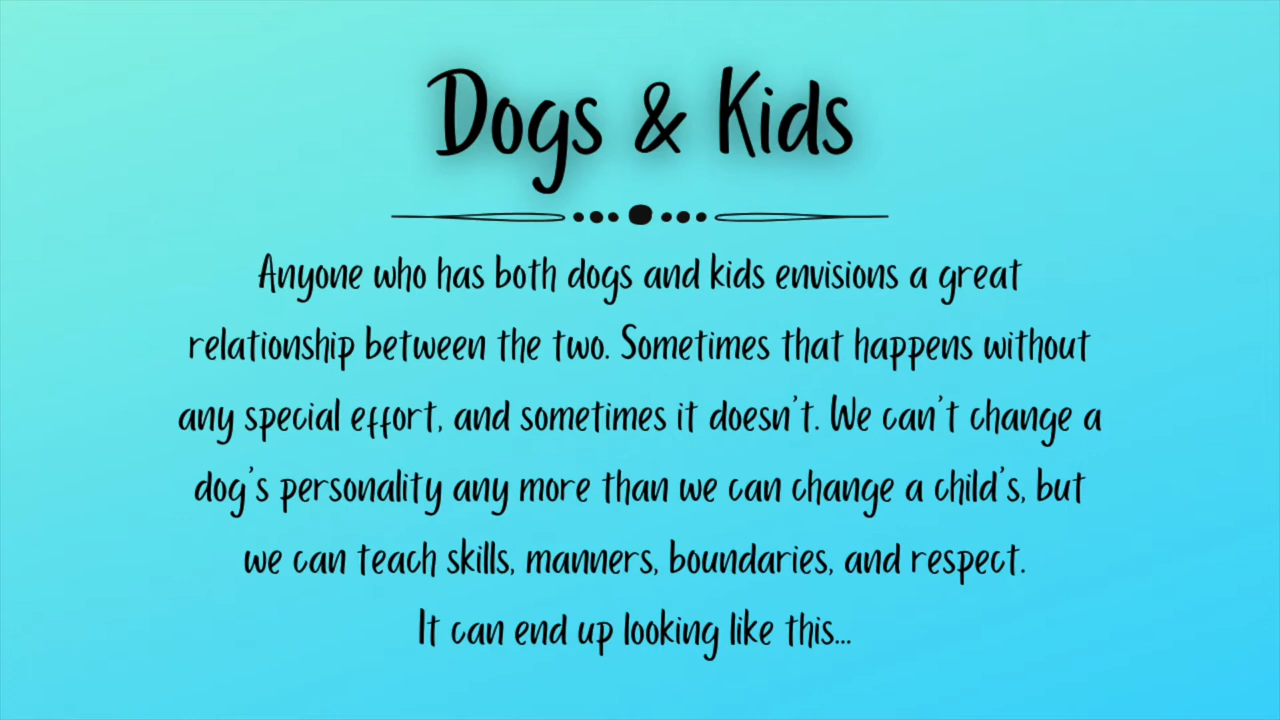 Dogs & Kids
Anyone who has both dogs and kids envisions a great
relationship between the two. Sometimes that happens without
any special effort, and sometimes it doesn't. We can't change a
dog's personality any more than we can change a child's, but
we can teach skills, manners, boundaries, and respect.
It can end up looking like this...